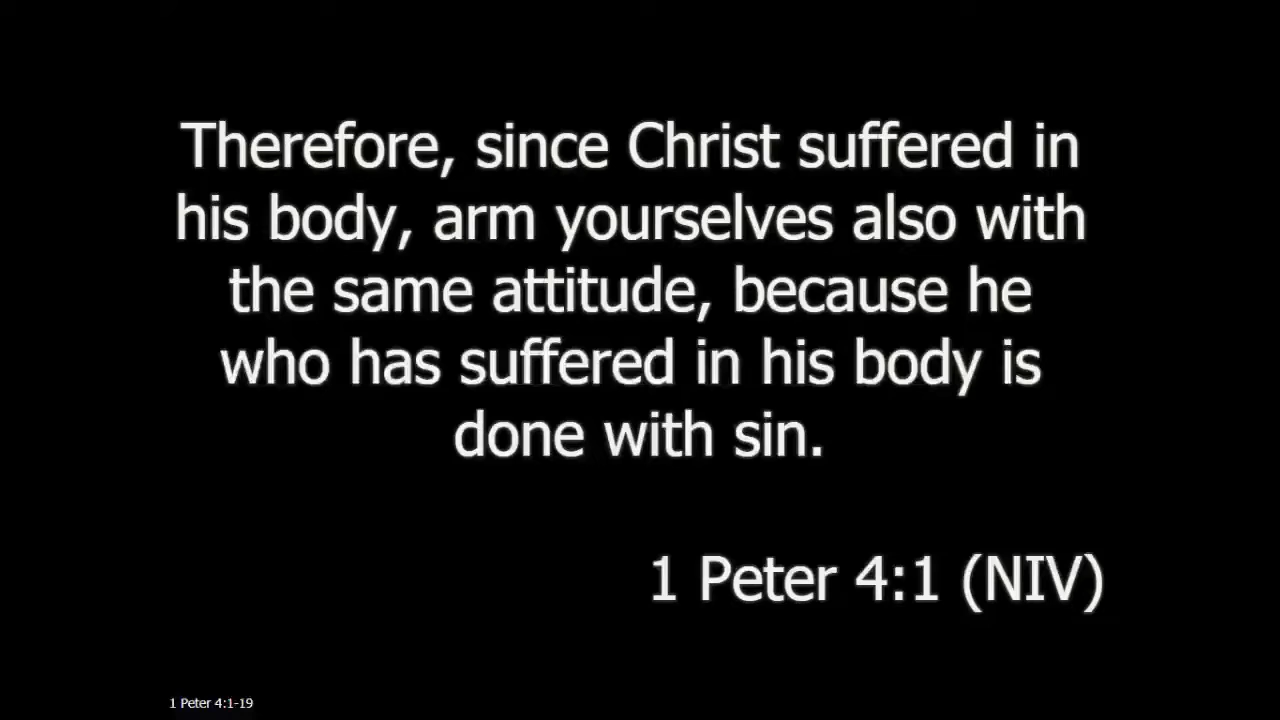 Therefore, since Christ suffered in
his body, arm yourselves also with
the same attitude, because he
who has suffered in his body is
done with sin.
1 Peter 4:1 (NIV)
1 Peter 4:1-19